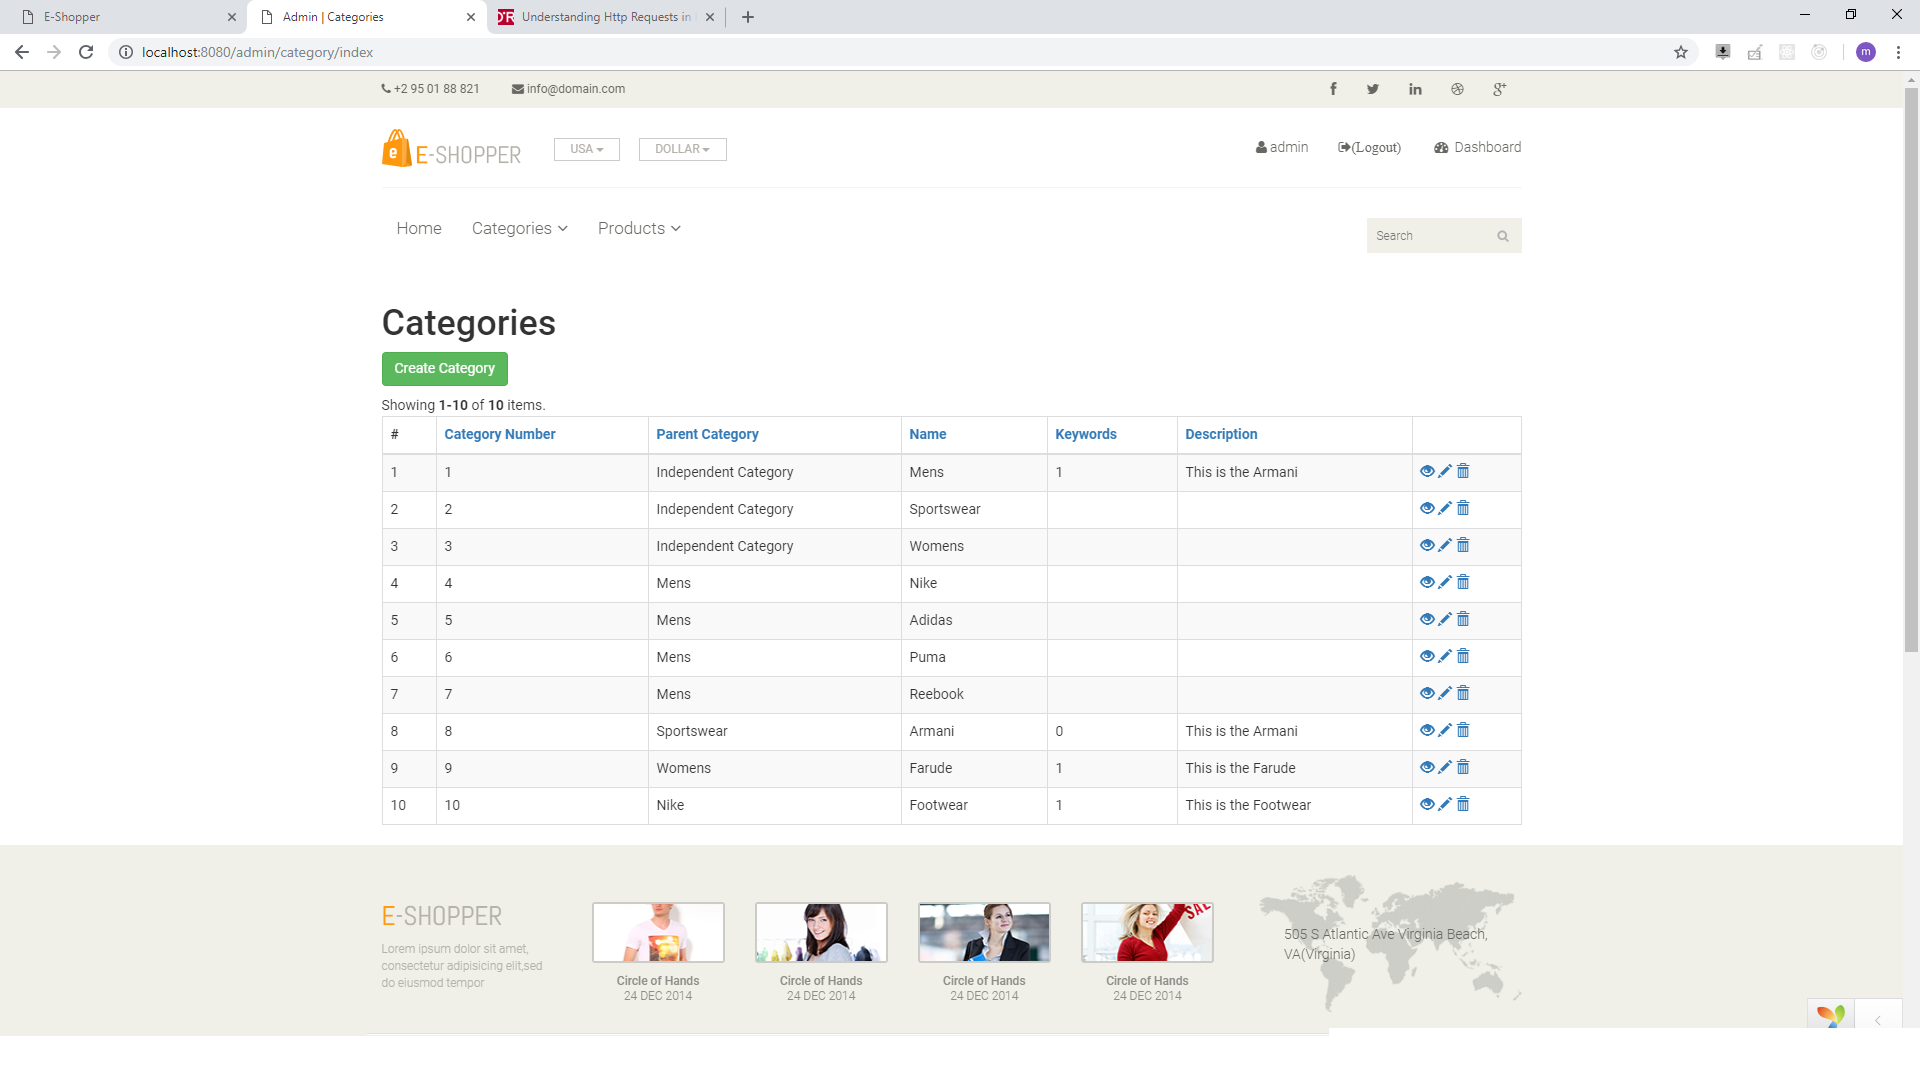 E-Shopper
Admin | Categories
Understanding Http Requests in
localhost:8080/admin/category/index
m
+2 95 01 88 821 info@domain.com
E-SHOPPER
USA DOLLAR
admin (Logout) Dashboard
Home Categories Products
Search
Categories
Create Category
Showing 1-10 of 10 items.
# Category Number Parent Category Name Keywords Description
1 1 Independent Category Mens 1 This is the Armani
2 2 Independent Category Sportswear
3 3 Independent Category Womens
4 4 Mens Nike
5 5 Mens Adidas
6 6 Mens Puma
7 7 Mens Reebook
8 8 Sportswear Armani 0 This is the Armani
9 9 Womens Farude 1 This is the Farude
10 10 Nike Footwear 1 This is the Footwear
E-SHOPPER
Lorem ipsum dolor sit amet,
consectetur adipisicing elit,sed
do eiusmod tempor
SALE
Circle of Hands
24 DEC 2014
Circle of Hands
24 DEC 2014
Circle of Hands
24 DEC 2014
Circle of Hands
24 DEC 2014
505 S Atlantic Ave Virginia Beach,
VA(Virginia)